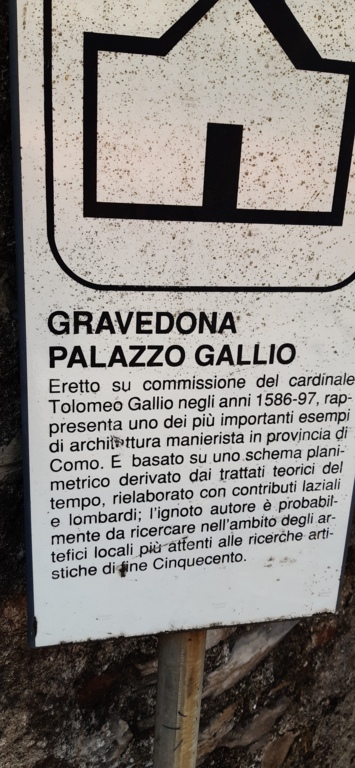 GRAVEDONA
PALAZZO GALLIO
Eretto su commissione del cardinale
Tolomeo Gallio negli anni 1586-97, rap-
presenta uno dei più importanti esempi
di architettura manierista in provincia di
Como. E basato su uno schema plani-
metrico derivato dai trattati teorici del
tempo, rielaborato con contributi laziali
e lombardi; l'ignoto autore è probabil-
mente da ricercare nell'ambito degli ar-
tefici locali più attenti alle ricerche arti-
stiche di fine Cinquecento.